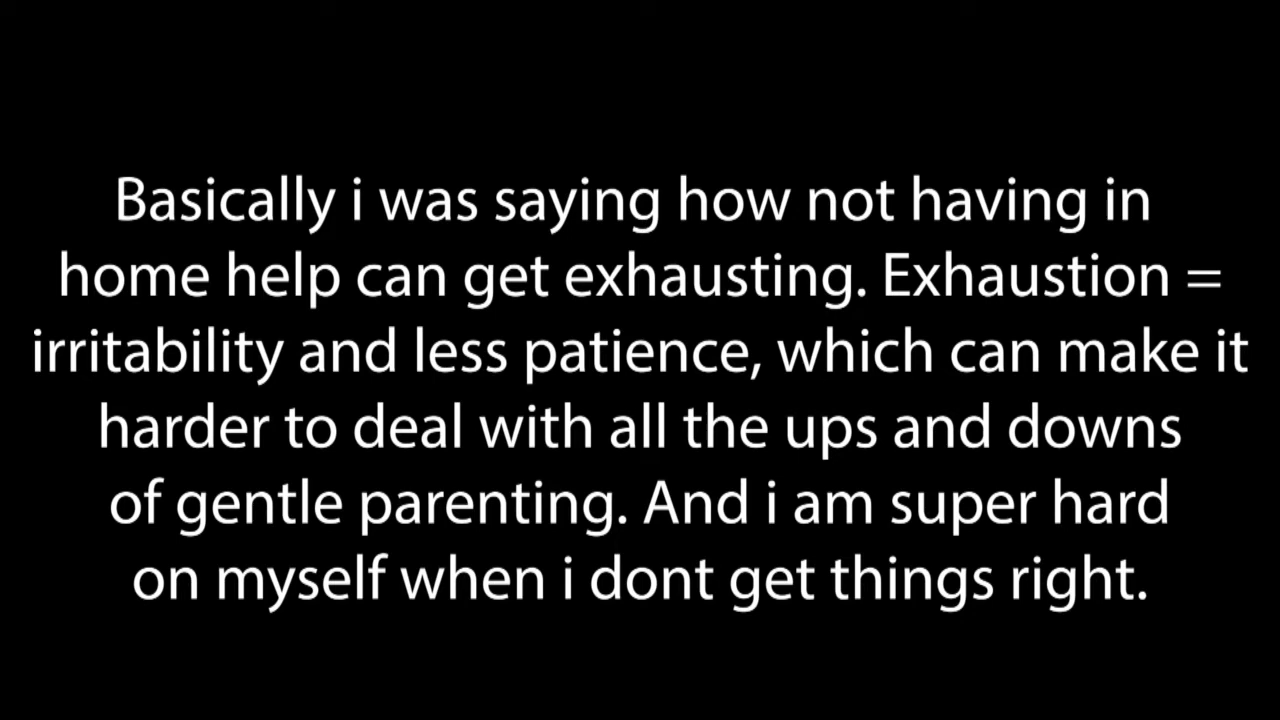 Basically i was saying how not having in
home help can get exhausting. Exhaustion =
irritability and less patience, which can make it
harder to deal with all the ups and downs
of gentle parenting. And i am super hard
on myself when i dont get things right.